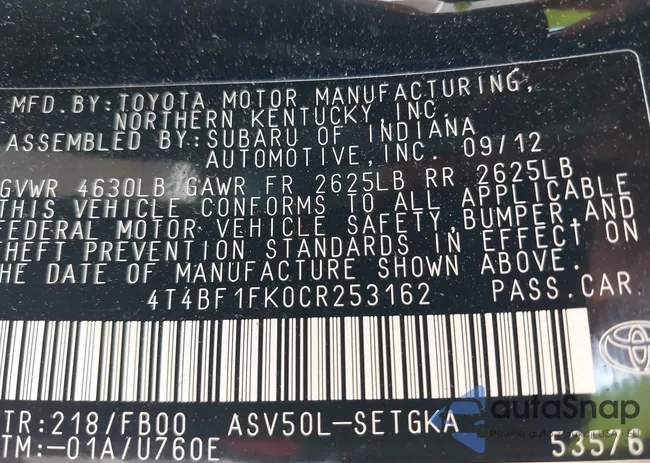 MFD.BY:TOYOTA MOTOR MANUFACTURING,
NORTHERN KENTUCKY,INC.
ASSEMBLED BY:SUBARU OF INDIANA
AUTOMOTIVE,INC. 09/12
GVWR 4630LB GAWR FR 2625LB RR 2625LB
THIS VEHICLE CONFORMS TO ALL APPLICABLE
FEDERAL MOTOR VEHICLE SAFETY,BUMPER,AND
THEFT PREVENTION STANDARDS IN EFFECT ON
THE DATE OF MANUFACTURE SHOWN ABOVE.
4T4BF1FK0CR253162 PASS.CAR
TR:218/FB00 ASV50L-SETGKA
TM:-01A/U760E 53576
autoSnap